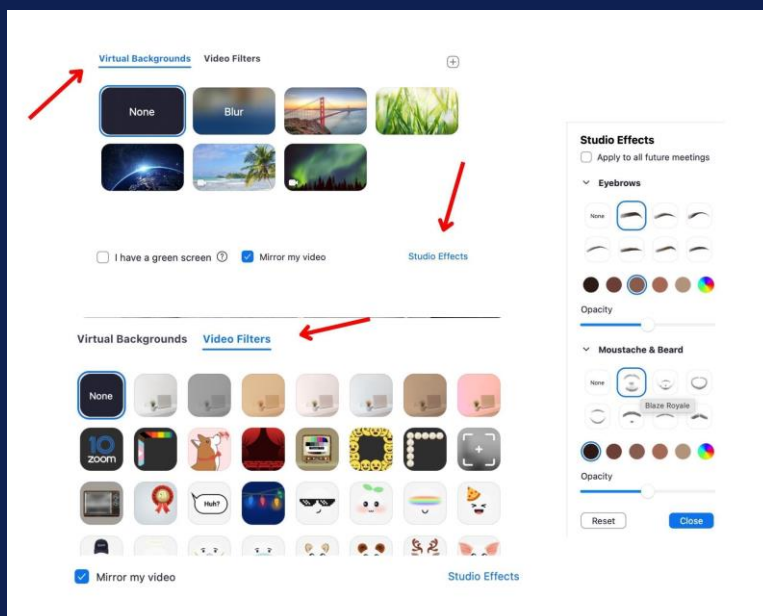 Virtual Backgrounds Video Filters
None
Blur
I have a green screen ? Mirror my video
Studio Effects
Virtual Backgrounds Video Filters
None
10
zoom
Huh?
Mirror my video
Studio Effects
Studio Effects
Apply to all future meetings
Eyebrows
None
Opacity
Moustache & Beard
None
Blaze Royale
Opacity
Reset
Close